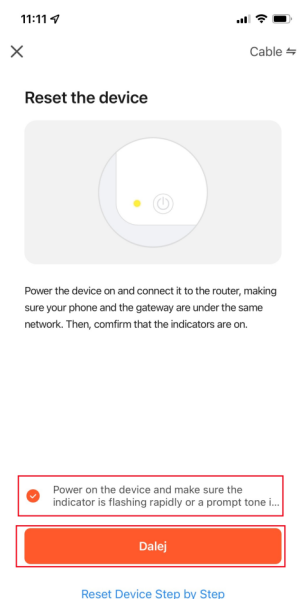 11:11
Cable
Reset the device
Power the device on and connect it to the router, making
sure your phone and the gateway are under the same
network. Then, comfirm that the indicators are on.
Power on the device and make sure the
indicator is flashing rapidly or a prompt tone i...
Dalej
Reset Device Step by Step